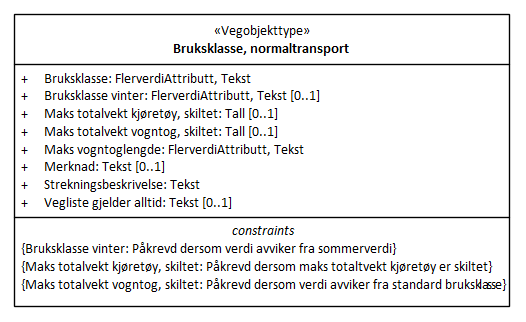 «Vegobjekttype»
Bruksklasse, normaltransport
+ Bruksklasse: FlerverdiAttributt, Tekst
+ Bruksklasse vinter: FlerverdiAttributt, Tekst [0..1]
+ Maks totalvekt kjøretøy, skiltet: Tall [0..1]
+ Maks totalvekt vogntog, skiltet: Tall [0..1]
+ Maks vogntoglengde: FlerverdiAttributt, Tekst
+ Merknad: Tekst [0..1]
+ Strekningsbeskrivelse: Tekst
+ Vegliste gjelder alltid: Tekst [0..1]
constraints
{Bruksklasse vinter: Påkrevd dersom verdi avviker fra sommerverdi}
{Maks totalvekt kjøretøy, skiltet: Påkrevd dersom maks totaltvekt kjøretøy er skiltet}
{Maks totalvekt vogntog, skiltet: Påkrevd dersom verdi avviker fra standard bruksklasse}